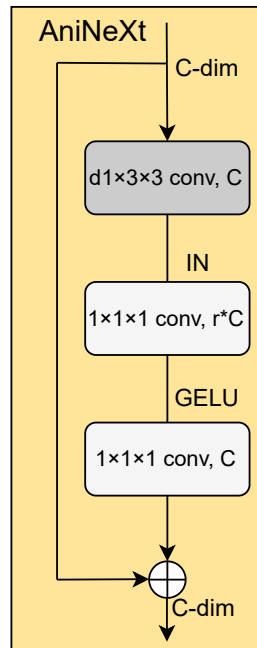 AniNeXt
C-dim
d1×3×3 conv, C
IN
1×1×1 conv, r*C
GELU
1×1×1 conv, C
C-dim